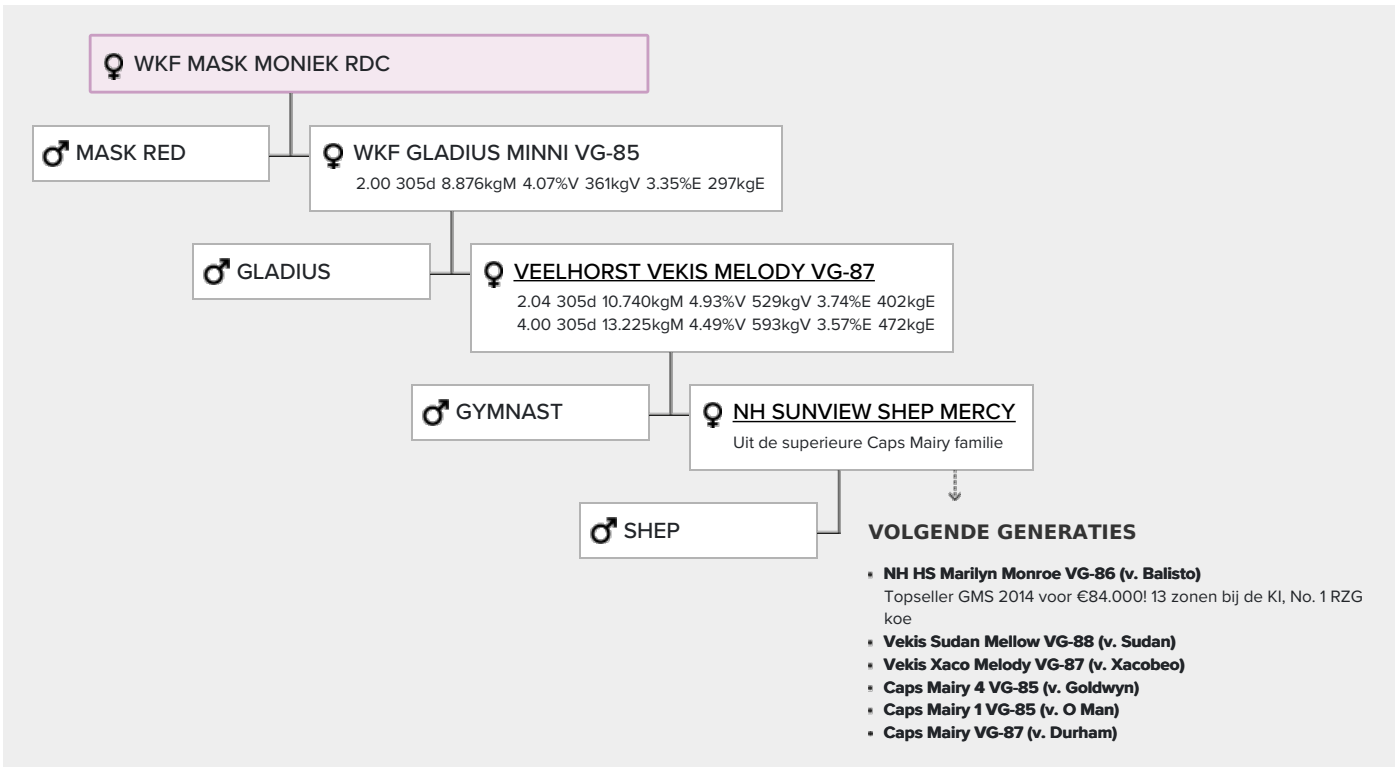 WKF MASK MONIEK RDC
MASK RED
WKF GLADIUS MINNI VG-85
2.00 305d 8.876kgM 4.07%V 361kgV 3.35%E 297kgE
GLADIUS
VEELHORST VEKIS MELODY VG-87
2.04 305d 10.740kgM 4.93%V 529kgV 3.74%E 402kgE
4.00 305d 13.225kgM 4.49%V 593kgV 3.57%E 472kgE
GYMNAST
NH SUNVIEW SHEP MERCY
Uit de superieure Caps Mairy familie
SHEP
VOLGENDE GENERATIES
NH HS Marilyn Monroe VG-86 (v. Balisto)
Topseller GMS 2014 voor €84.000! 13 zonen bij de KI, No. 1 RZG
koe
Vekis Sudan Mellow VG-88 (v. Sudan)
Vekis Xaco Melody VG-87 (v. Xacobeo)
Caps Mairy 4 VG-85 (v. Goldwyn)
Caps Mairy 1 VG-85 (v. O Man)
Caps Mairy VG-87 (v. Durham)